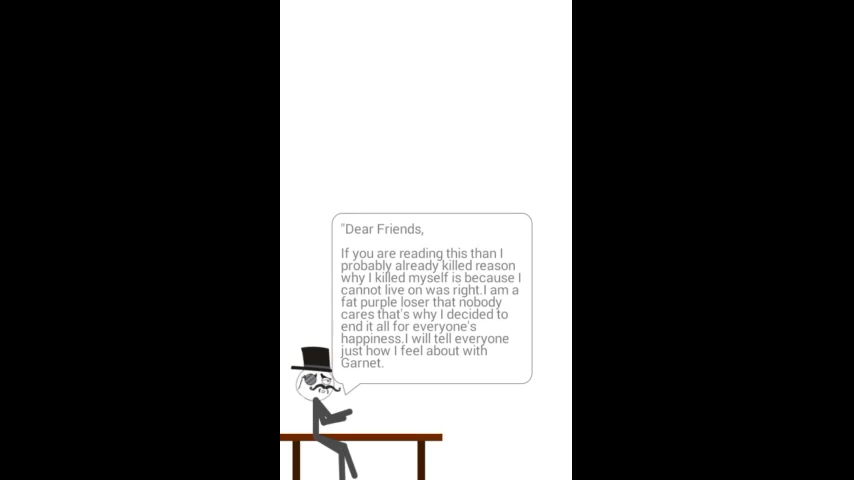 "Dear Friends,
If you are reading this than I
probably already killed reason
why I killed myself is because I
cannot live on was right.I am a
fat purple loser that nobody
cares that's why I decided to
end it all for everyone's
happiness.I will tell everyone
just how I feel about with
Garnet.